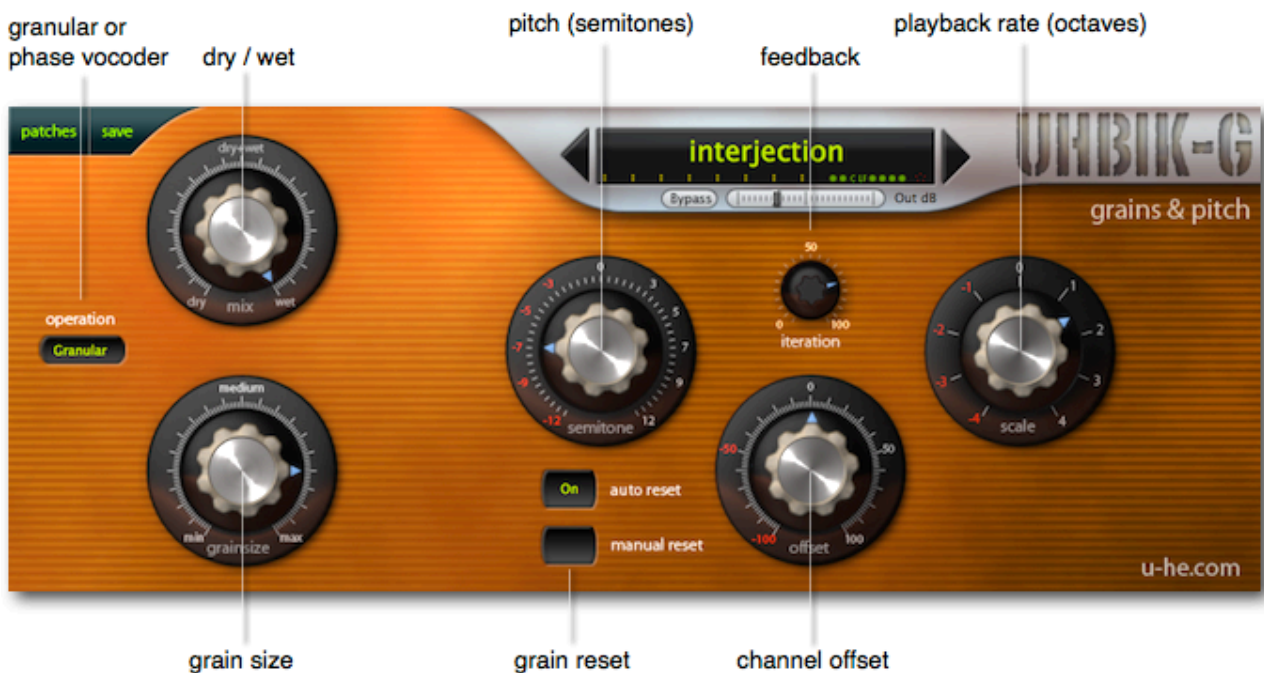 granular or
phase vocoder
dry / wet
pitch (semitones)
feedback
playback rate (octaves)
patches
save
interjection
C U
Bypass
Out dB
UHBIK-G
grains & pitch
dry+wet
dry
mix
wet
operation
Granular
medium
min
grainsize
max
0
-3
3
-5
5
-7
7
-9
9
-12
12
semitone
50
0
100
iteration
0
-1
1
-2
2
-3
3
-4
4
scale
0
-50
50
-100
100
offset
On
auto reset
manual reset
u-he.com
grain size
grain reset
channel offset